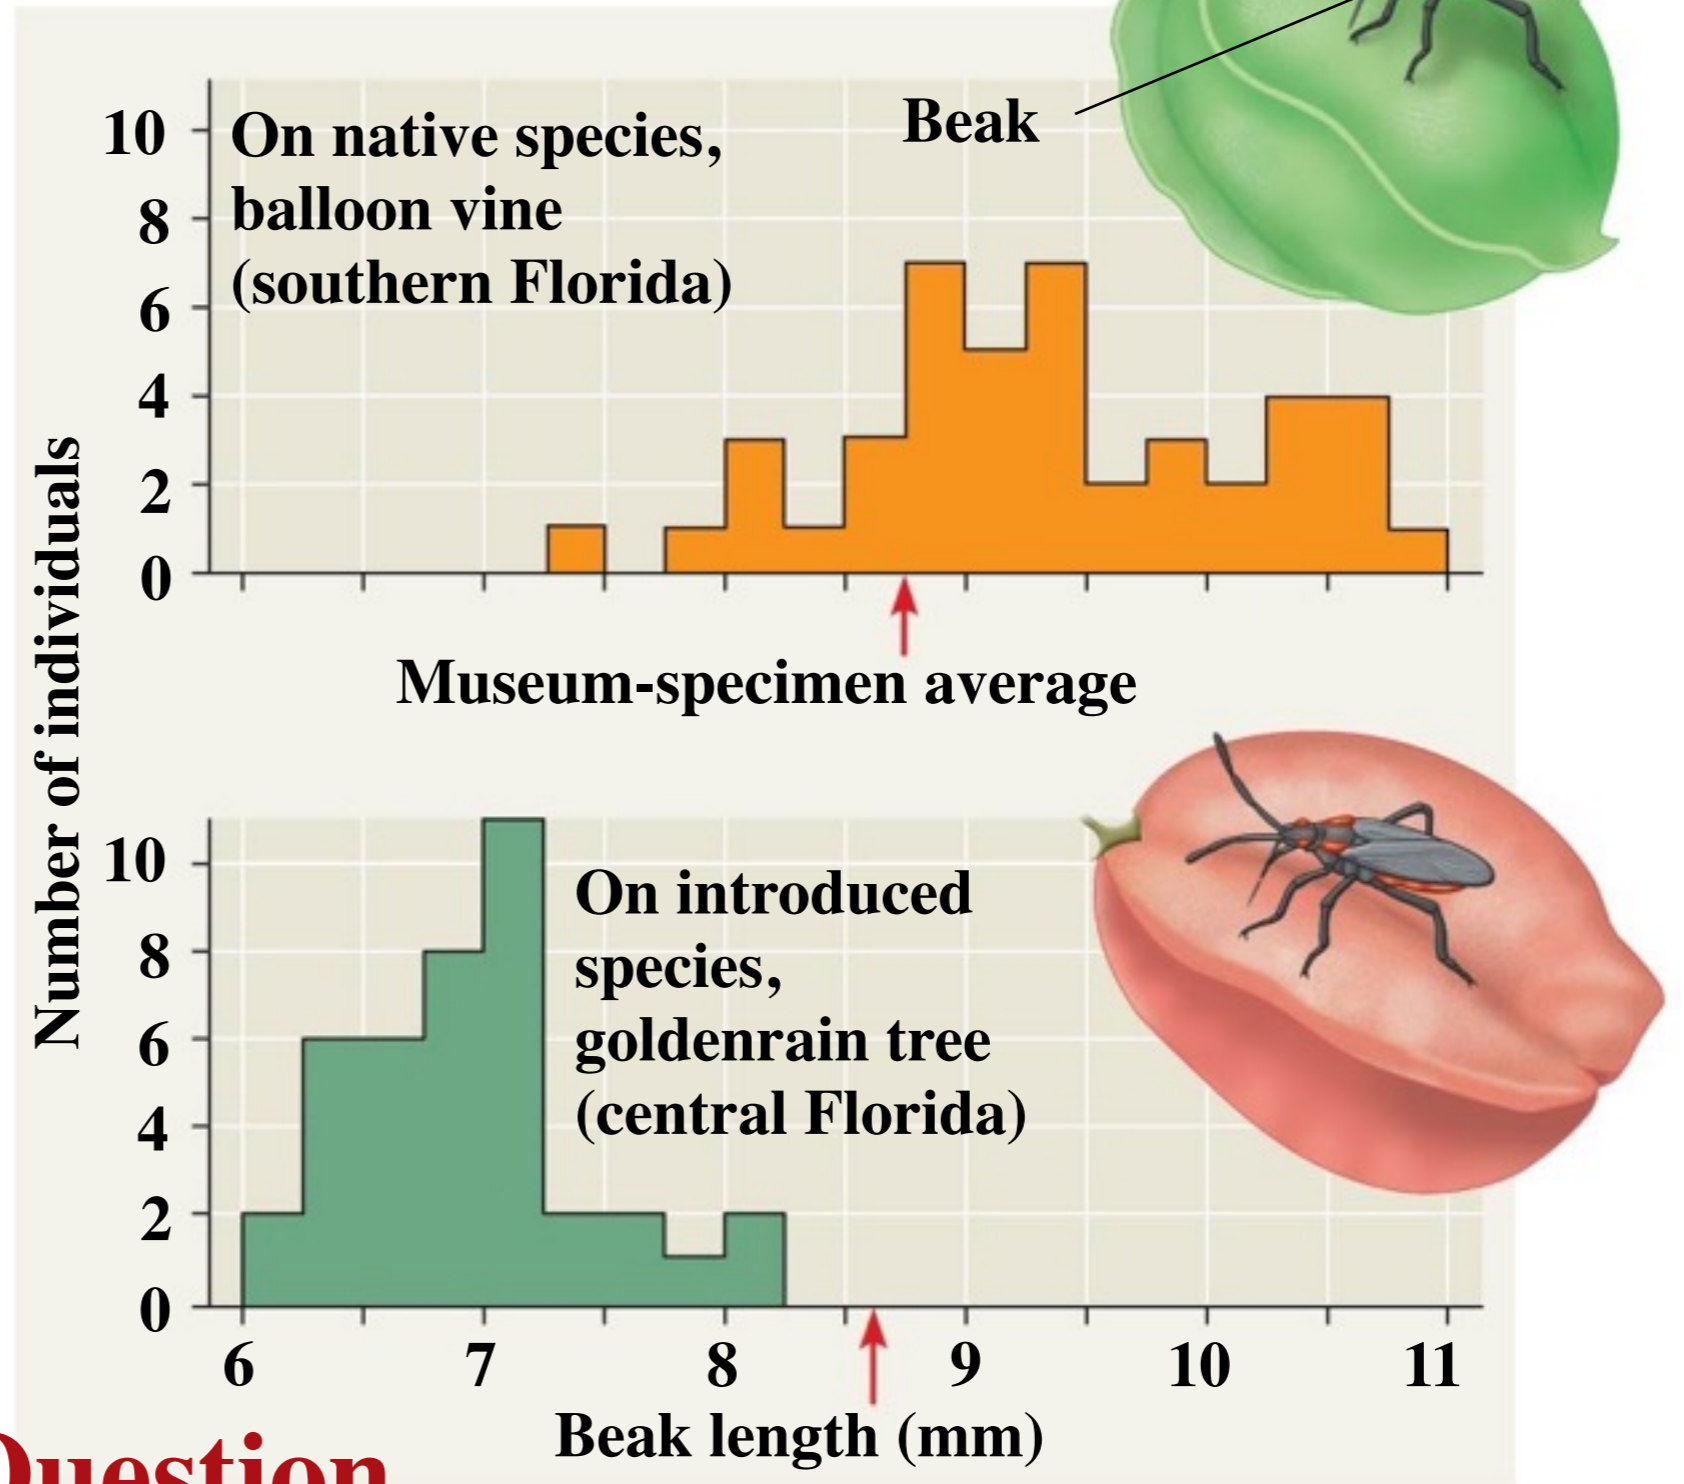 10
8
6
4
2
0
On native species,
balloon vine
(southern Florida)
Beak
Museum-specimen average
Number of individuals
10
8
6
4
2
0
On introduced
species,
goldenrain tree
(central Florida)
6 7 8 9 10 11
Beak length (mm)
Question